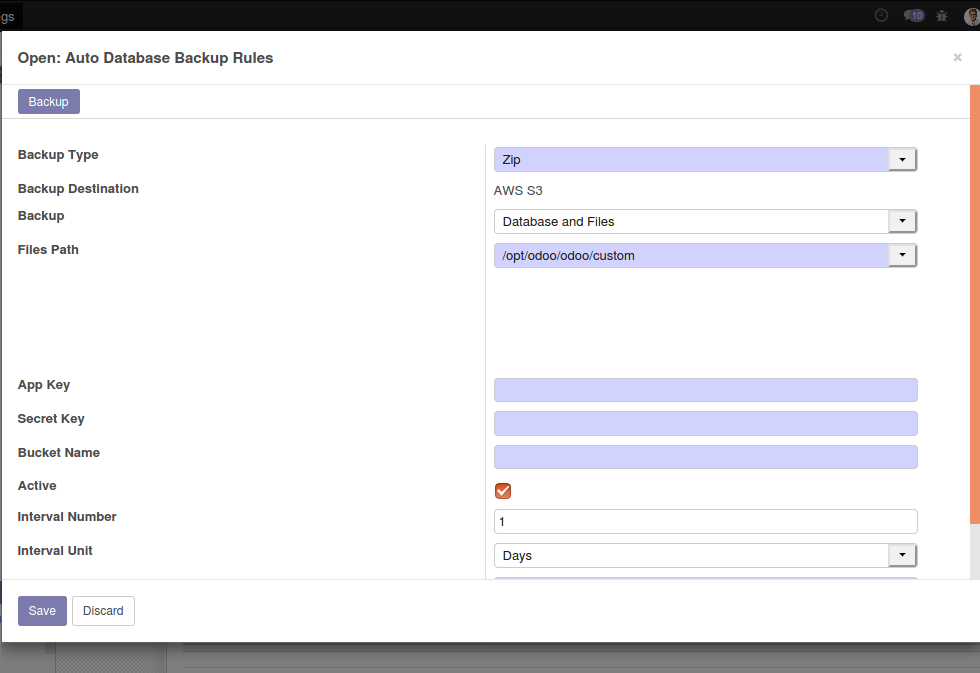 gs
10
Open: Auto Database Backup Rules
×
Backup
Backup Type
Zip
Backup Destination
AWS S3
Backup
Database and Files
Files Path
/opt/odoo/odoo/custom
App Key
Secret Key
Bucket Name
Active
Interval Number
1
Interval Unit
Days
Save
Discard